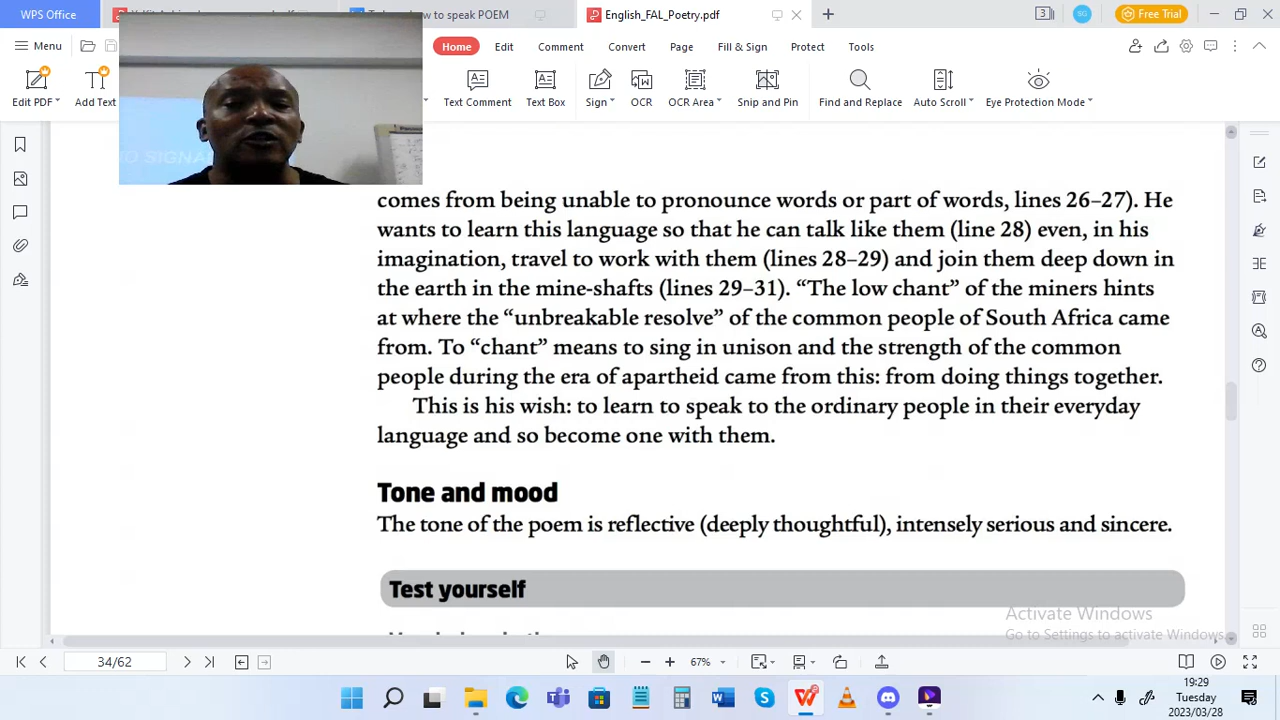 WPS Office
how to speak POEM
English_FAL_Poetry.pdf
Free Trial
Menu
Home
Edit
Comment
Convert
Page
Fill & Sign
Protect
Tools
Edit PDF
Add Text
Text Comment
Text Box
Sign
OCR
OCR Area
Snip and Pin
Find and Replace
Auto Scroll
Eye Protection Mode
comes from being unable to pronounce words or part of words, lines 26–27). He
wants to learn this language so that he can talk like them (line 28) even, in his
imagination, travel to work with them (lines 28–29) and join them deep down in
the earth in the mine-shafts (lines 29–31). “The low chant” of the miners hints
at where the “unbreakable resolve” of the common people of South Africa came
from. To “chant” means to sing in unison and the strength of the common
people during the era of apartheid came from this: from doing things together.
This is his wish: to learn to speak to the ordinary people in their everyday
language and so become one with them.
Tone and mood
The tone of the poem is reflective (deeply thoughtful), intensely serious and sincere.
Test yourself
Activate Windows
Go to Settings to activate Windows.
34/62
67%
19:29
Tuesday
2023/03/28